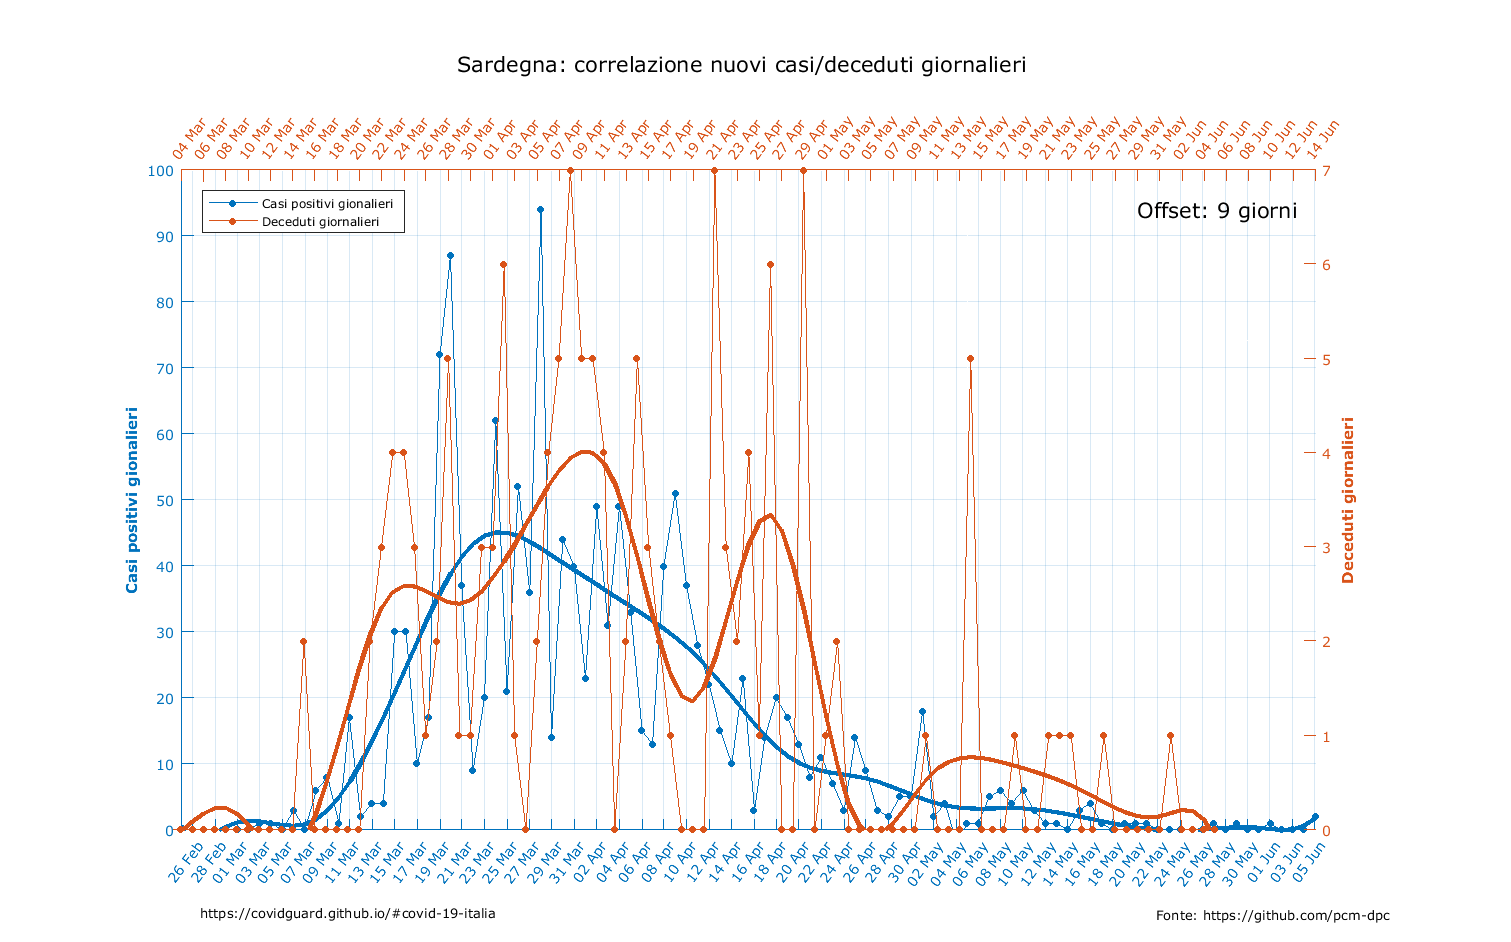 Sardegna: correlazione nuovi casi/deceduti giornalieri
04 Mar 06 Mar 08 Mar 10 Mar 12 Mar 14 Mar 16 Mar 18 Mar 20 Mar 22 Mar 24 Mar 26 Mar 28 Mar 30 Mar 01 Apr 03 Apr 05 Apr 07 Apr 09 Apr 11 Apr 13 Apr 15 Apr 17 Apr 19 Apr 21 Apr 23 Apr 25 Apr 27 Apr 29 Apr 01 May 03 May 05 May 07 May 09 May 11 May 13 May 15 May 17 May 19 May 21 May 23 May 25 May 27 May 29 May 31 May 02 Jun 04 Jun 06 Jun 08 Jun 10 Jun 12 Jun 14 Jun
100 7
Casi positivi gionalieri
Deceduti giornalieri
Offset: 9 giorni
90
6
80
70
5
60
4
50
Casi positivi gionalieri
Deceduti giornalieri
40
3
30
2
20
1
10
0 0
26 Feb 28 Feb 01 Mar 03 Mar 05 Mar 07 Mar 09 Mar 11 Mar 13 Mar 15 Mar 17 Mar 19 Mar 21 Mar 23 Mar 25 Mar 27 Mar 29 Mar 31 Mar 02 Apr 04 Apr 06 Apr 08 Apr 10 Apr 12 Apr 14 Apr 16 Apr 18 Apr 20 Apr 22 Apr 24 Apr 26 Apr 28 Apr 30 Apr 02 May 04 May 06 May 08 May 10 May 12 May 14 May 16 May 18 May 20 May 22 May 24 May 26 May 28 May 30 May 01 Jun 03 Jun 05 Jun
https://covidguard.github.io/#covid-19-italia
Fonte: https://github.com/pcm-dpc